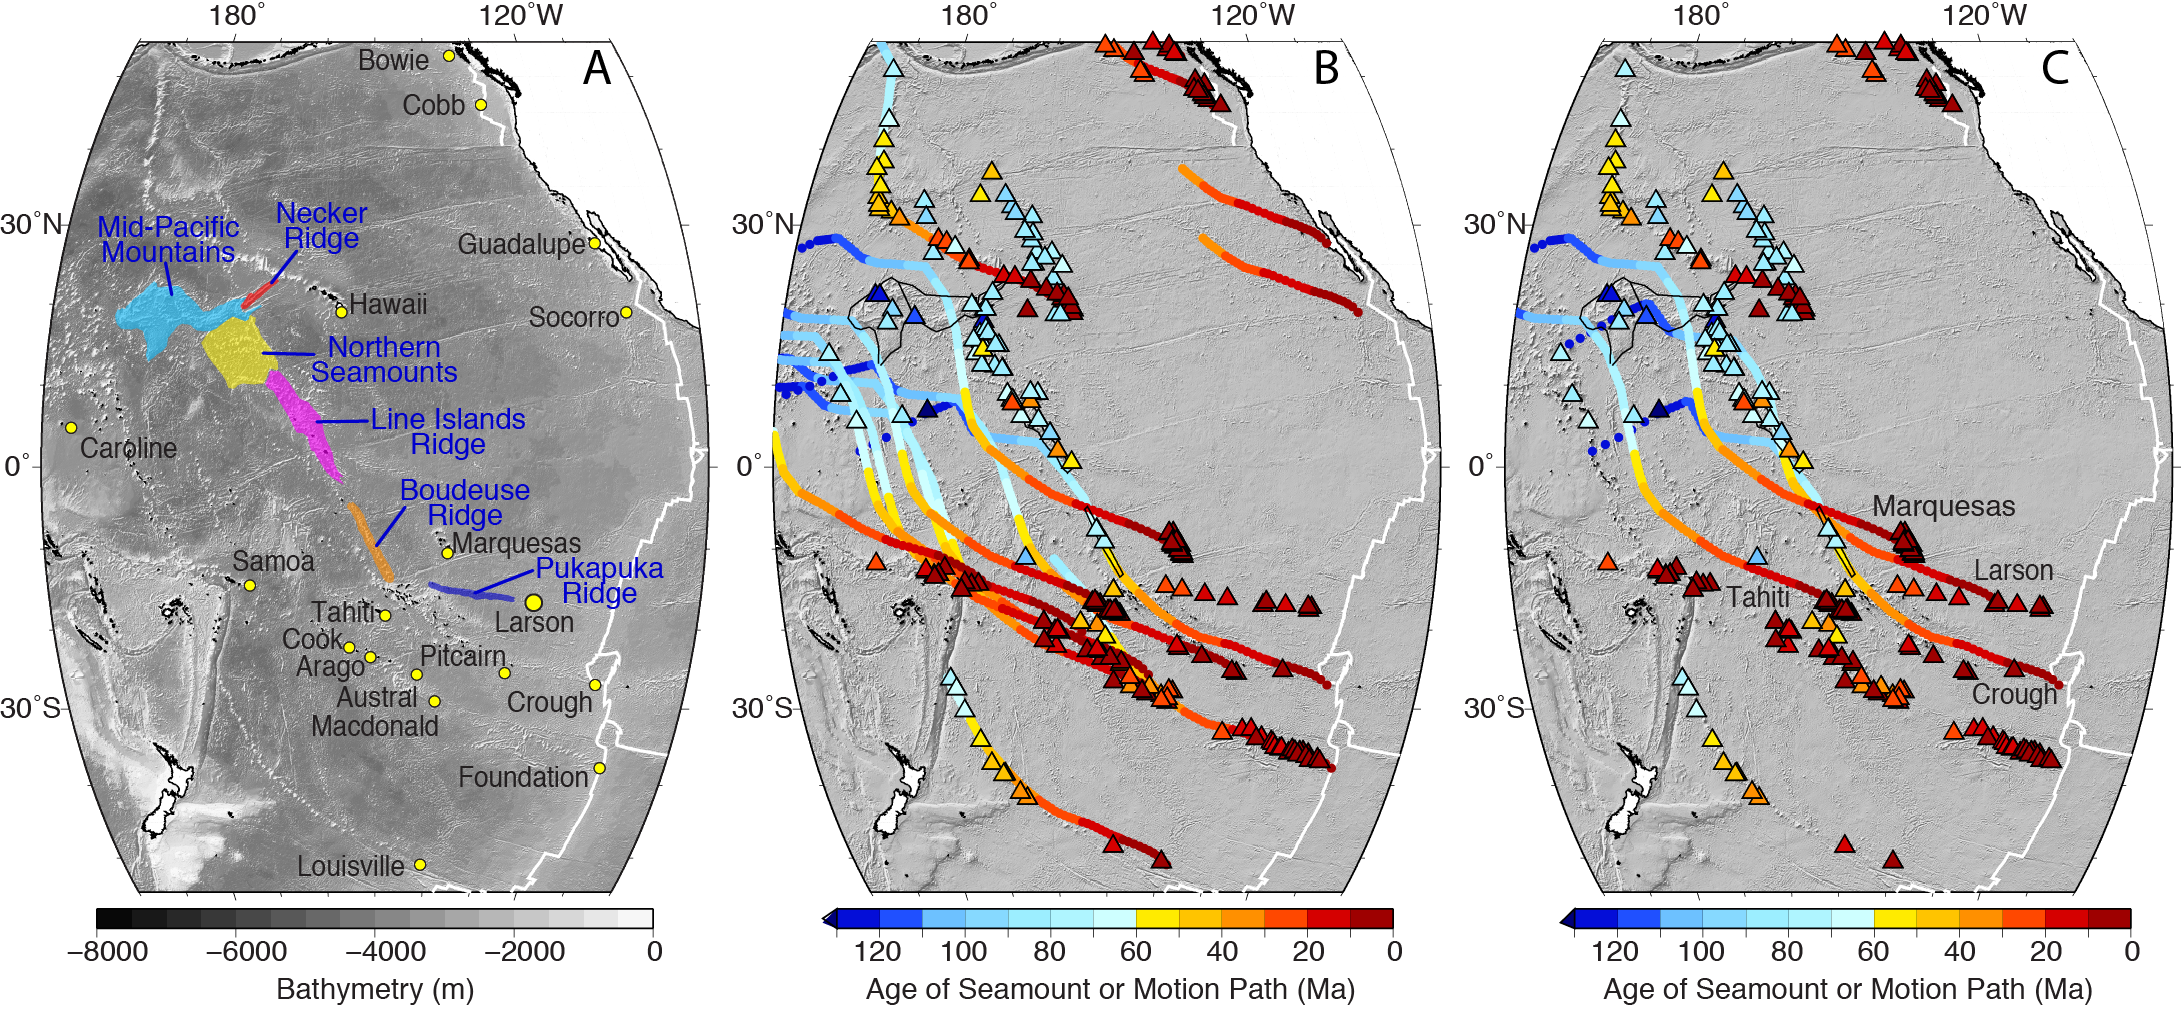 180° 120°W
180° 120°W
180° 120°W
A
B
C
30°N
0°
30°S
30°N
0°
30°S
30°N
0°
30°S
Bowie
Cobb
Mid-Pacific
Mountains
Necker
Ridge
Guadalupe
Hawaii
Socorro
Northern
Seamounts
Line Islands
Ridge
Caroline
Boudeuse
Ridge
Marquesas
Samoa
Pukapuka
Ridge
Tahiti
Larson
Cook
Arago
Pitcairn
Austral
Crough
Macdonald
Foundation
Louisville
Marquesas
Larson
Tahiti
Crough
−8000 −6000 −4000 −2000 0
Bathymetry (m)
120 100 80 60 40 20 0
Age of Seamount or Motion Path (Ma)
120 100 80 60 40 20 0
Age of Seamount or Motion Path (Ma)